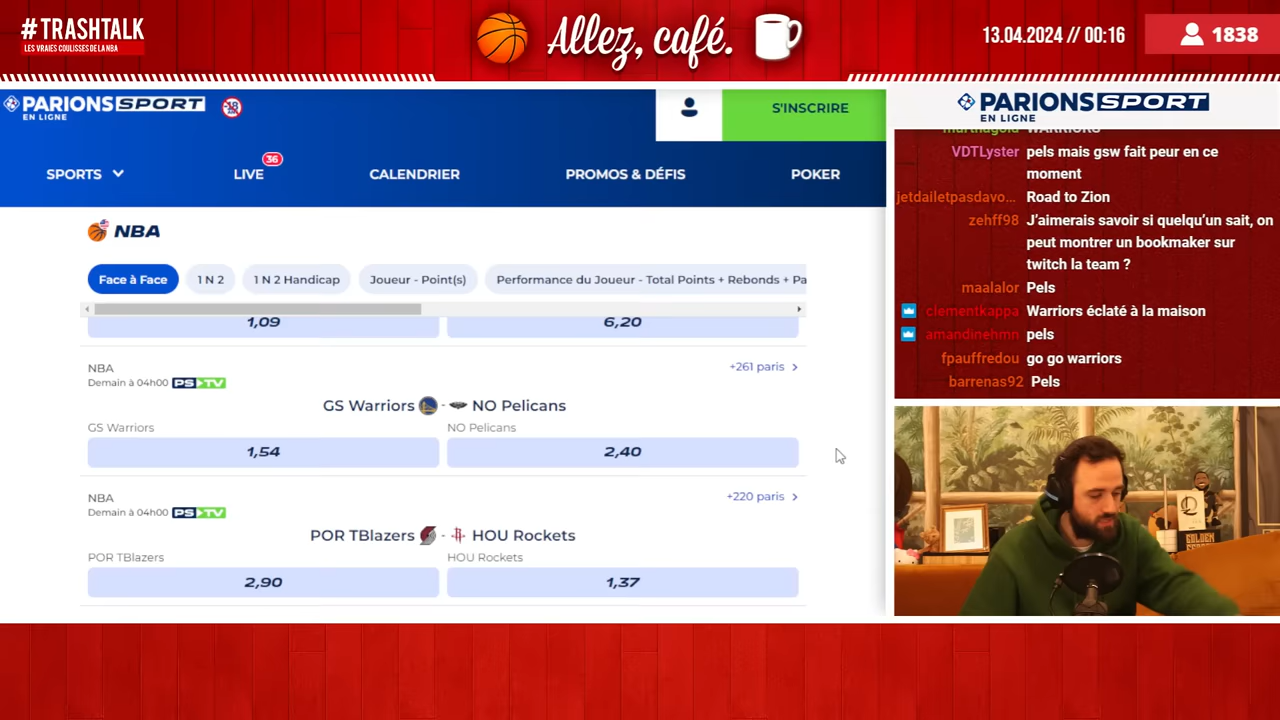 #TRASHTALK
LES VRAIES COULISSES DE LA NBA
Allez, café.
13.04.2024 // 00:16
1838
PARIONS SPORT
EN LIGNE
-18
S'INSCRIRE
SPORTS
LIVE
36
CALENDRIER
PROMOS & DÉFIS
POKER
NBA
Face à Face
1 N 2
1 N 2 Handicap
Joueur - Point(s)
Performance du Joueur - Total Points + Rebonds + Pa
1,09
6,20
NBA
+261 paris
Demain à 04h00 PS TV
GS Warriors - NO Pelicans
GS Warriors
NO Pelicans
1,54
2,40
NBA
+220 paris
Demain à 04h00 PS TV
POR TBlazers - HOU Rockets
POR TBlazers
HOU Rockets
2,90
1,37
PARIONS SPORT
EN LIGNE
WARRIORS
VDTLyster pels mais gsw fait peur en ce
moment
jetdailetpasdavo... Road to Zion
zehff98 J'aimerais savoir si quelqu'un sait, on
peut montrer un bookmaker sur
twitch la team ?
maalalor Pels
clementkappa Warriors éclaté à la maison
amandinehmn pels
fpauffredou go go warriors
barrenas92 Pels